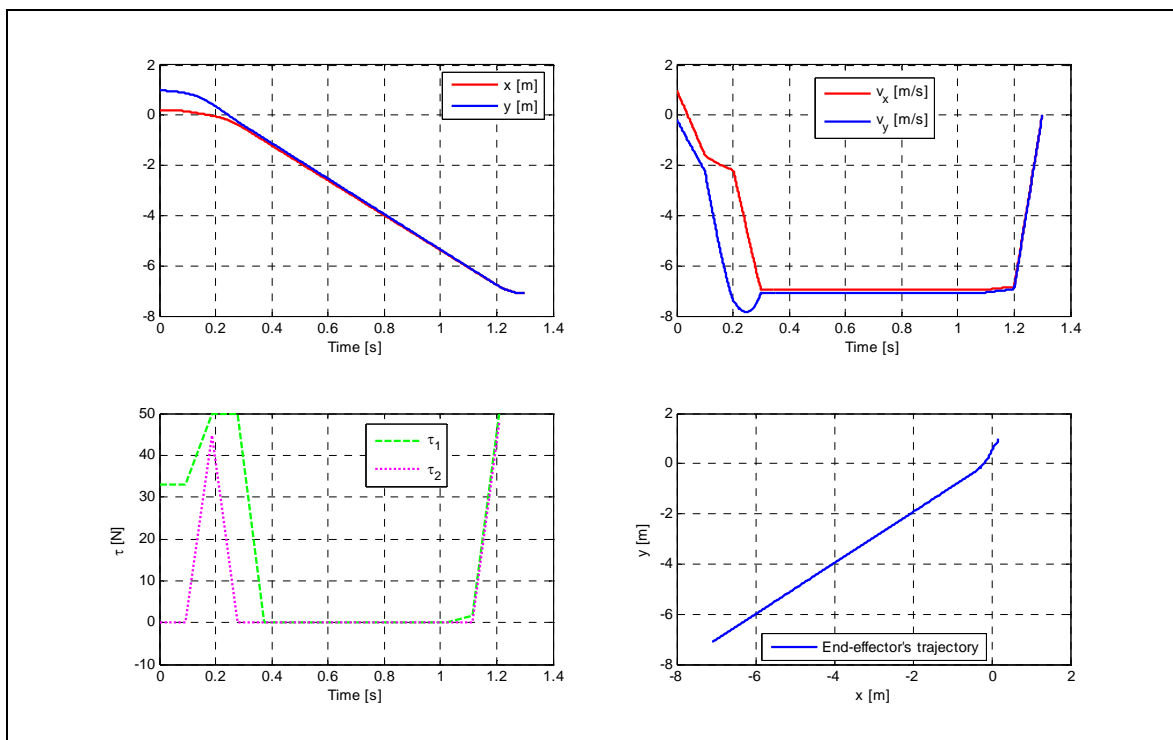 2
0
-2
-4
-6
-8
0 0.2 0.4 0.6 0.8 1 1.2 1.4
Time [s]
x [m]
y [m]
2
0
-2
-4
-6
-8
0 0.2 0.4 0.6 0.8 1 1.2 1.4
Time [s]
v_x [m/s]
v_y [m/s]
50
40
30
20
10
0
-10
0 0.2 0.4 0.6 0.8 1 1.2 1.4
Time [s]
τ [N]
τ_1
τ_2
2
0
-2
-4
-6
-8
-8 -6 -4 -2 0 2
x [m]
y [m]
End-effector's trajectory